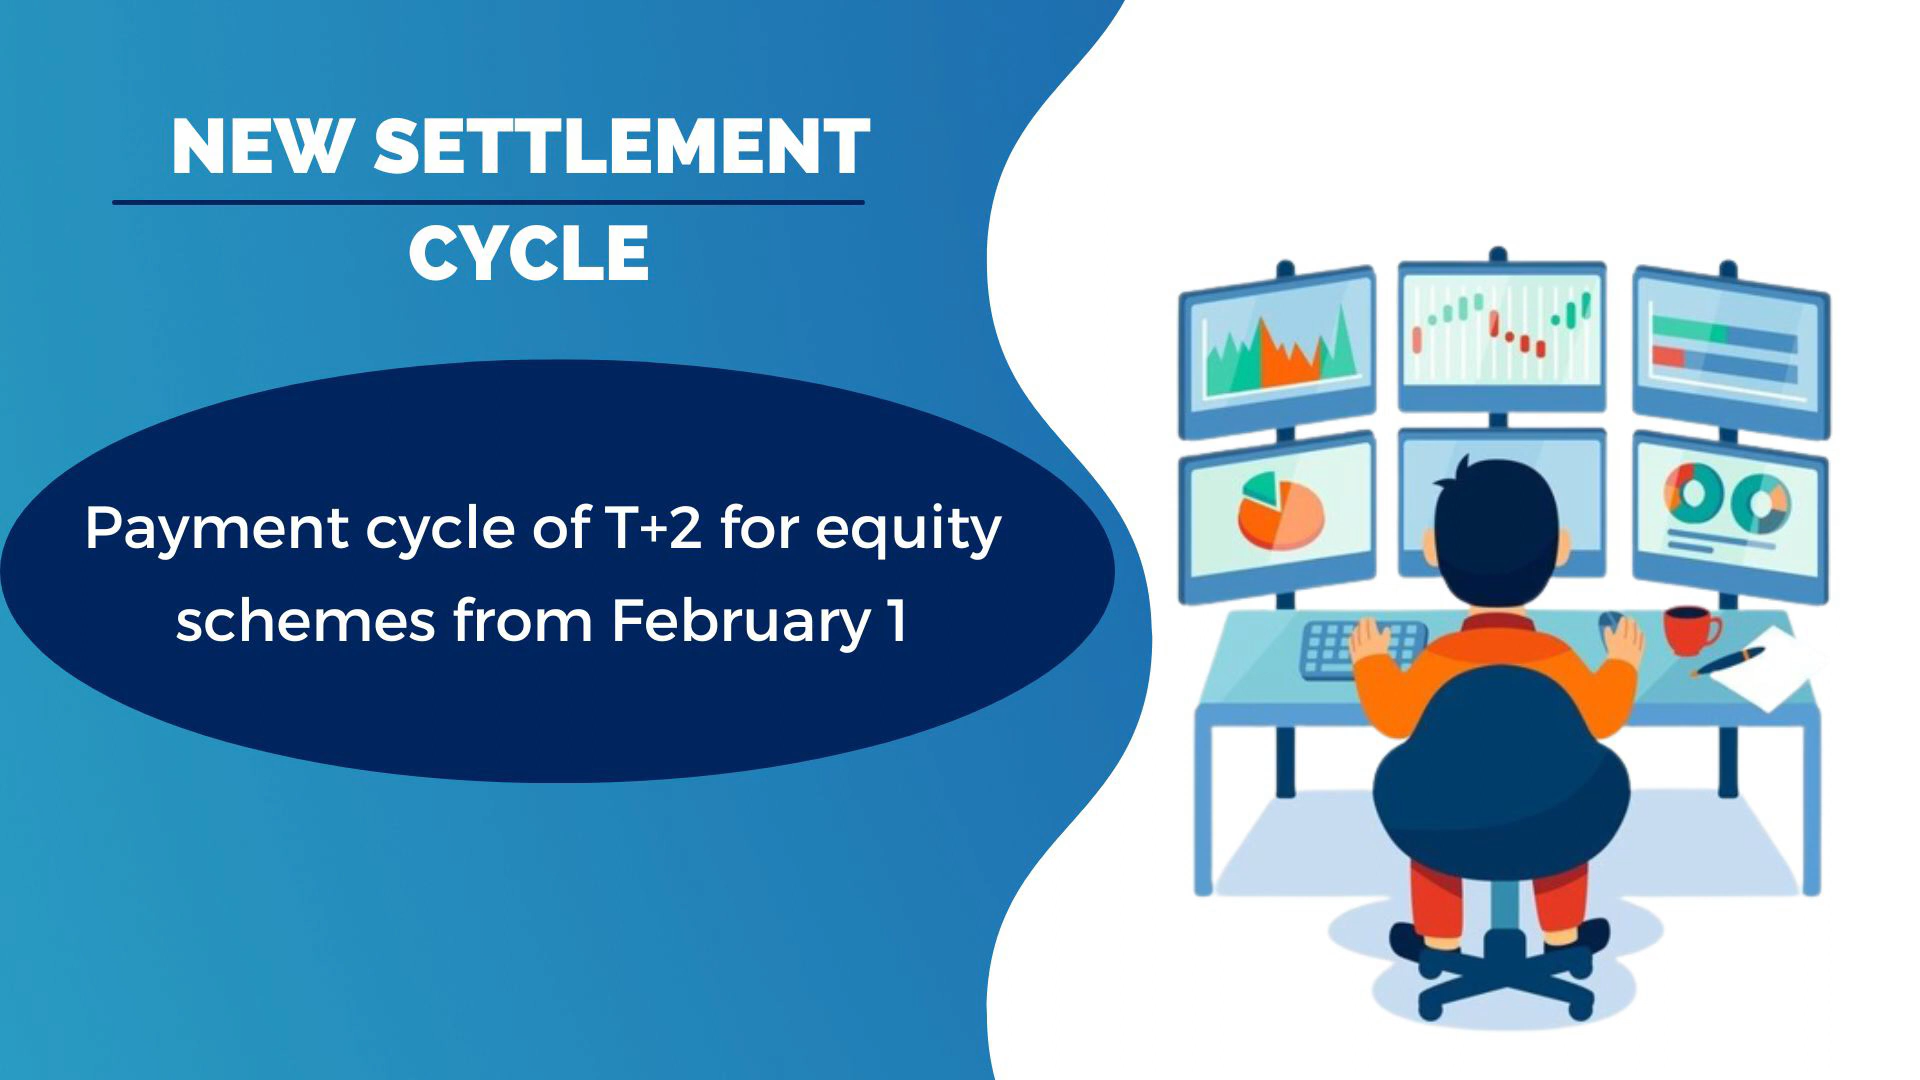 NEW SETTLEMENT
CYCLE
Payment cycle of T+2 for equity
schemes from February 1